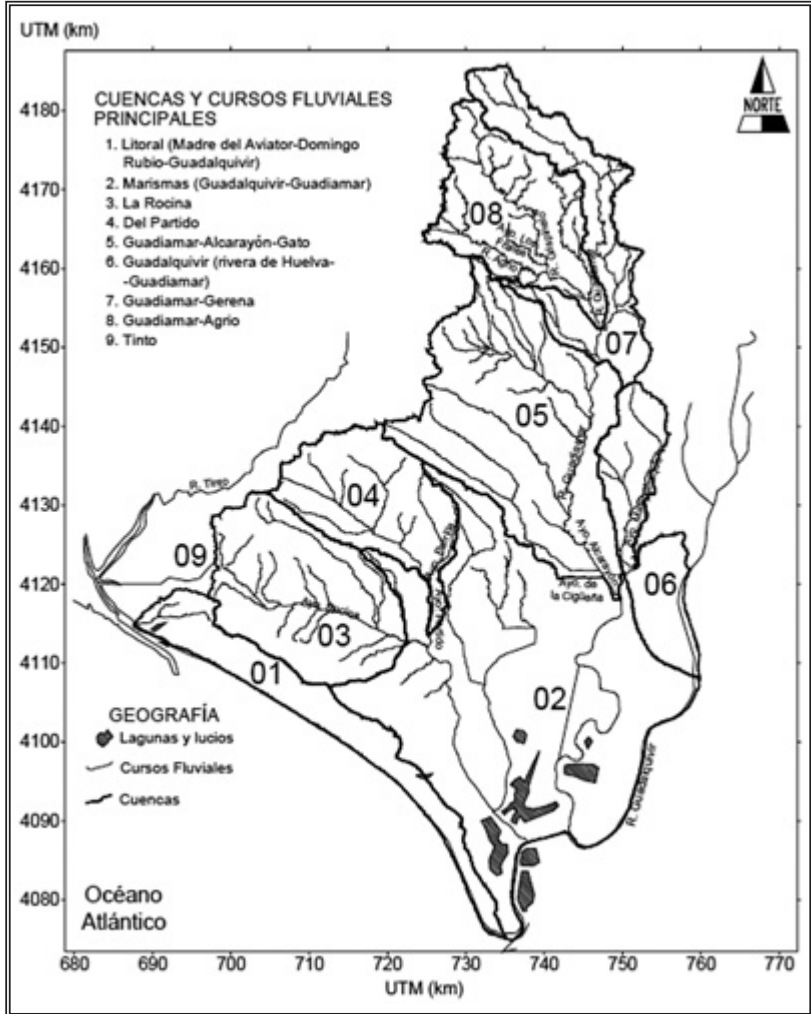 UTM (km)
4180
4170
4160
4150
4140
4130
4120
4110
4100
4090
4080
CUENCAS Y CURSOS FLUVIALES
PRINCIPALES
1. Litoral (Madre del Aviator-Domingo
Rubio-Guadalquivir)
2. Marismas (Guadalquivir-Guadiamar)
3. La Rocina
4. Del Partido
5. Guadiamar-Alcarayón-Gato
6. Guadalquivir (rivera de Huelva-
-Guadiamar)
7. Guadiamar-Gerena
8. Guadiamar-Agrio
9. Tinto
NORTE
08
R. Agrio
07
05
R. Guadiamar
04
R. Tinto
09
06
Ayo. de
la Cigüeña
03
01
02
R. Guadalquivir
GEOGRAFÍA
Lagunas y lucios
Cursos Fluviales
Cuencas
Océano
Atlántico
680 690 700 710 720 730 740 750 760 770
UTM (km)